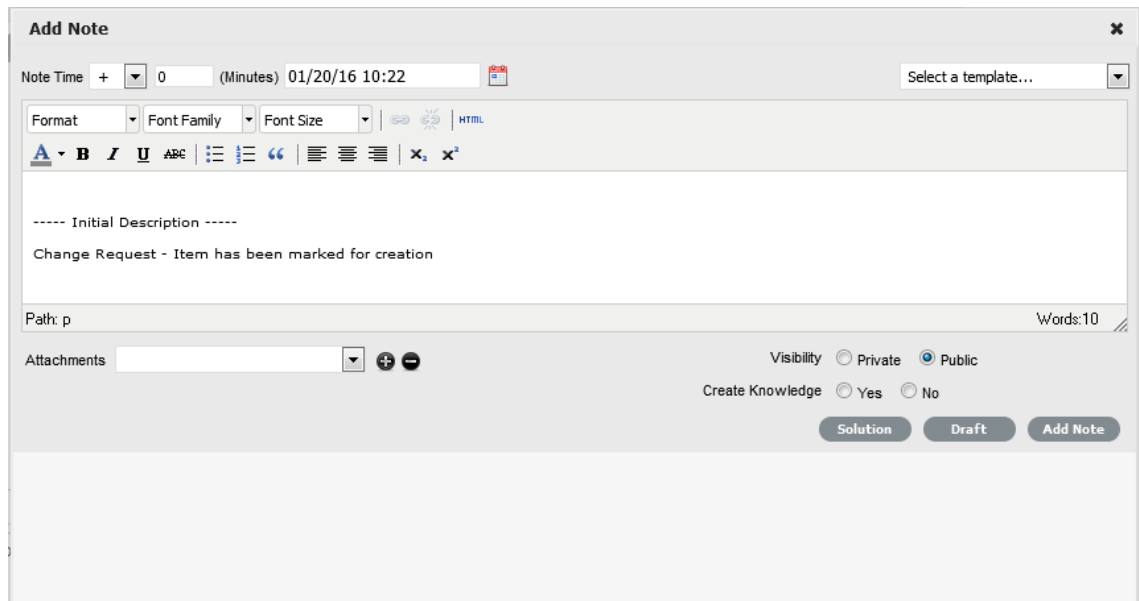 Add Note
Note Time + 0 (Minutes) 01/20/16 10:22 Select a template...
Format Font Family Font Size HTML
A B I U ABC x₂ x²
----- Initial Description -----
Change Request - Item has been marked for creation
Path: p Words:10
Attachments Visibility Private Public
Create Knowledge Yes No
Solution Draft Add Note